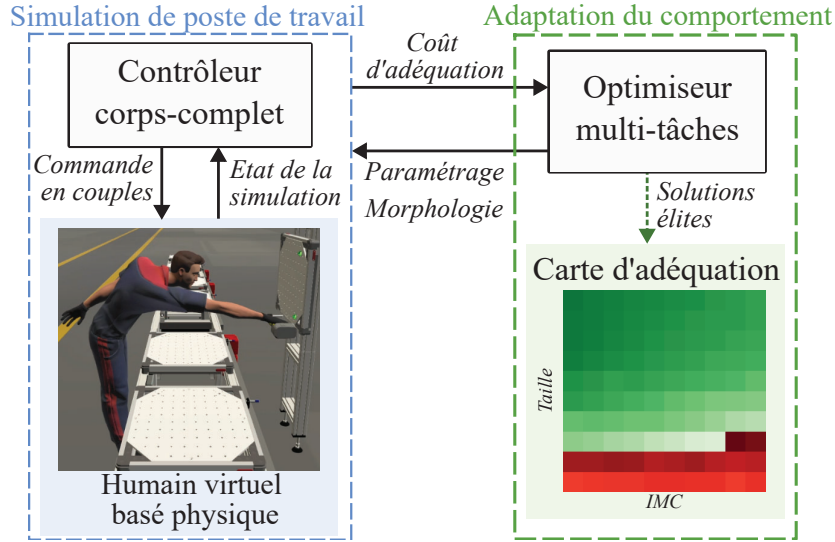 Simulation de poste de travail
Contrôleur
corps-complet
Commande
en couples
Etat de la
simulation
Humain virtuel
basé physique
Coût
d'adéquation
Paramétrage
Morphologie
Adaptation du comportement
Optimiseur
multi-tâches
Solutions
élites
Carte d'adéquation
Taille
IMC